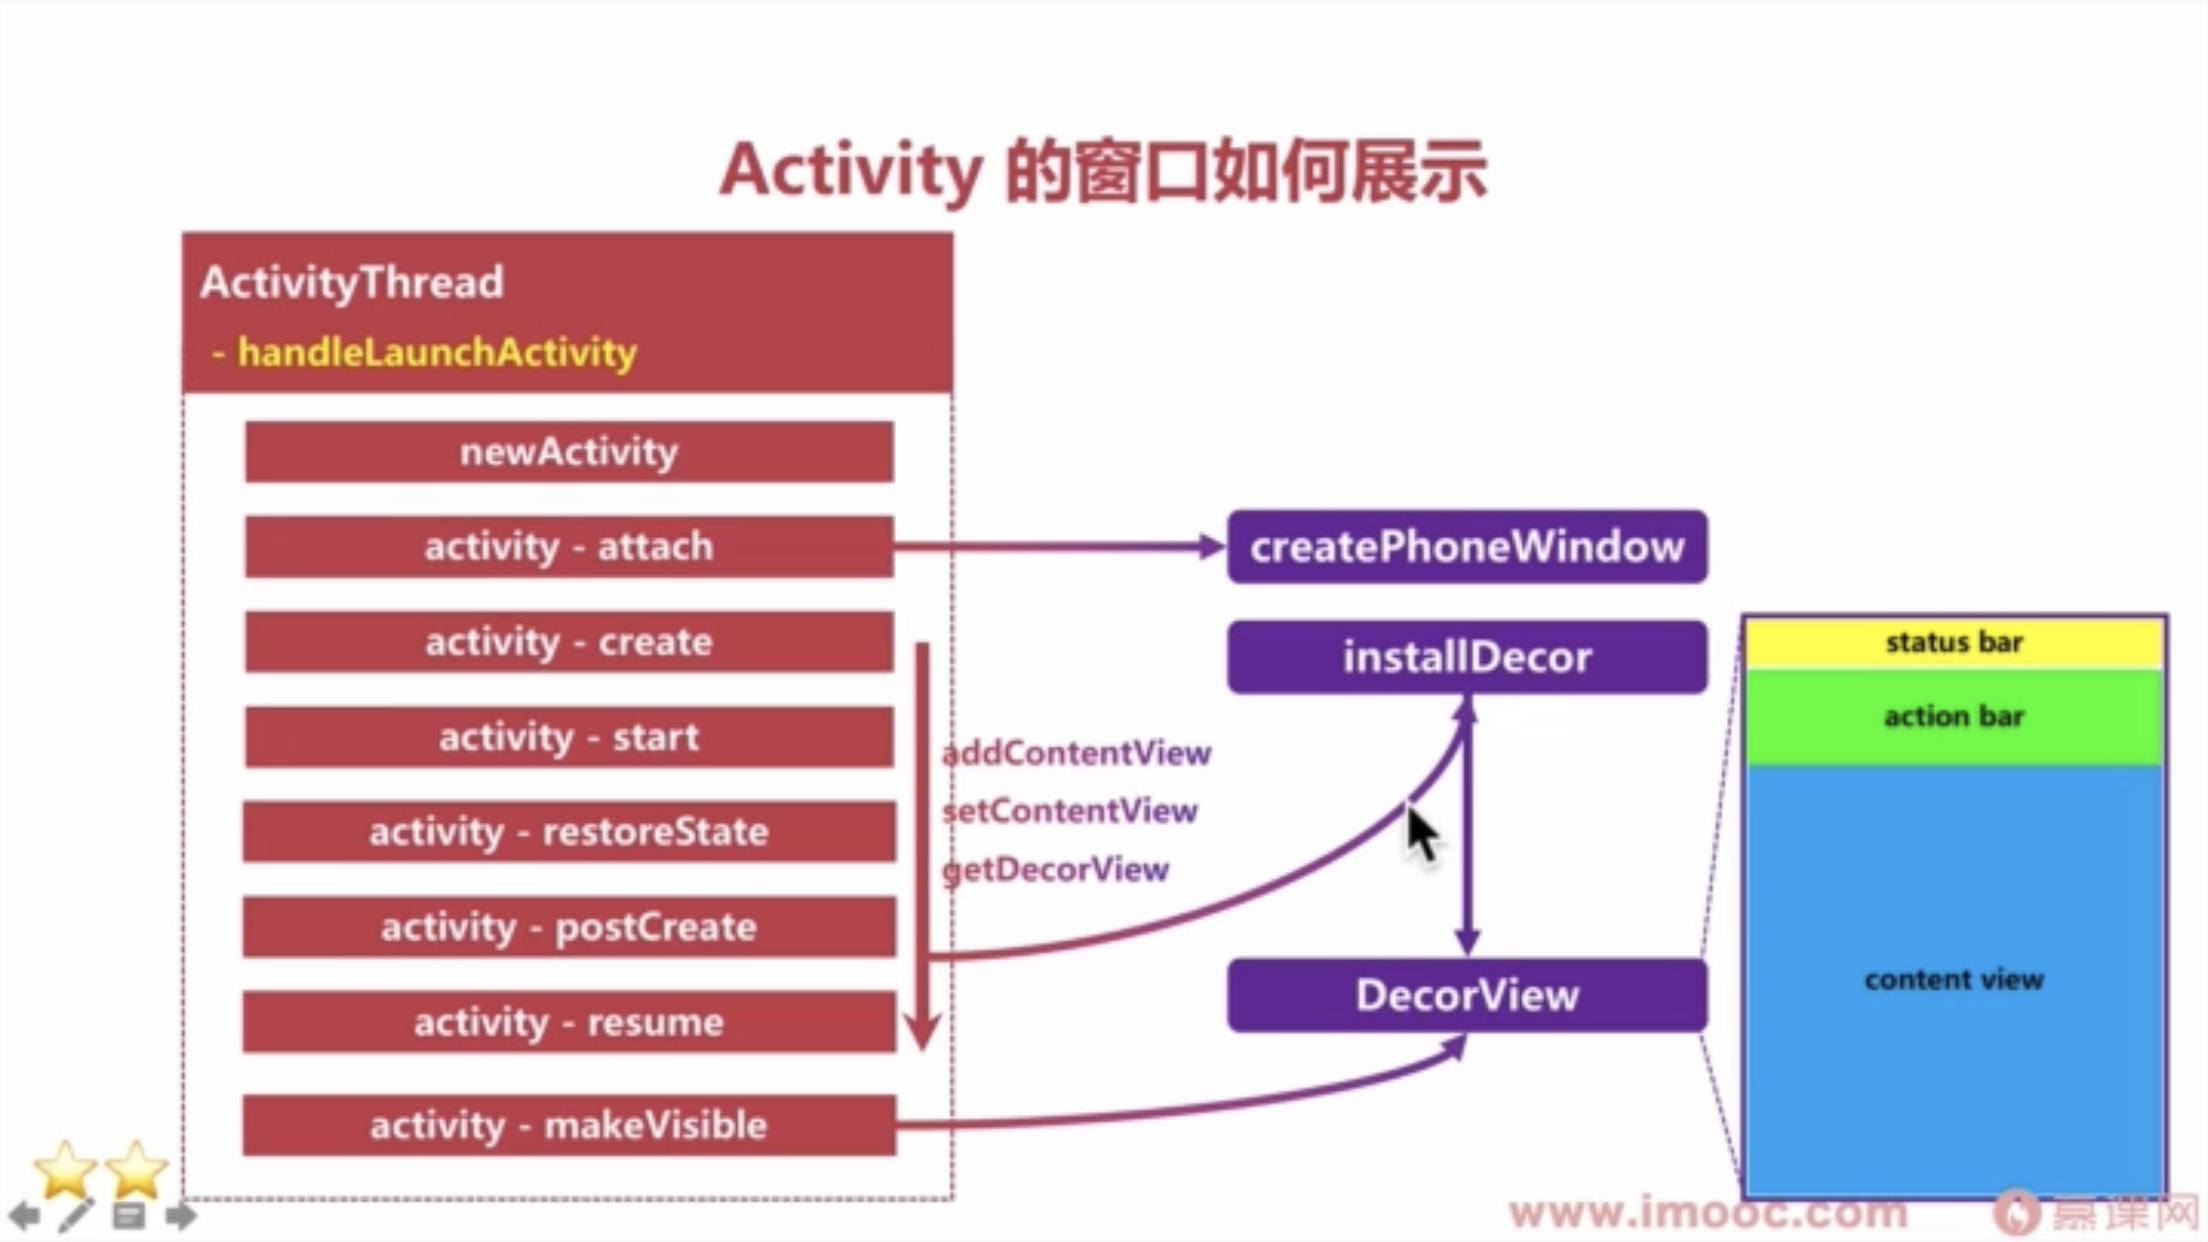 Activity 的窗口如何展示
ActivityThread
- handleLaunchActivity
newActivity
activity - attach
activity - create
activity - start
activity - restoreState
activity - postCreate
activity - resume
activity - makeVisible
addContentView
setContentView
getDecorView
createPhoneWindow
installDecor
DecorView
status bar
action bar
content view
www.imooc.com
慕课网